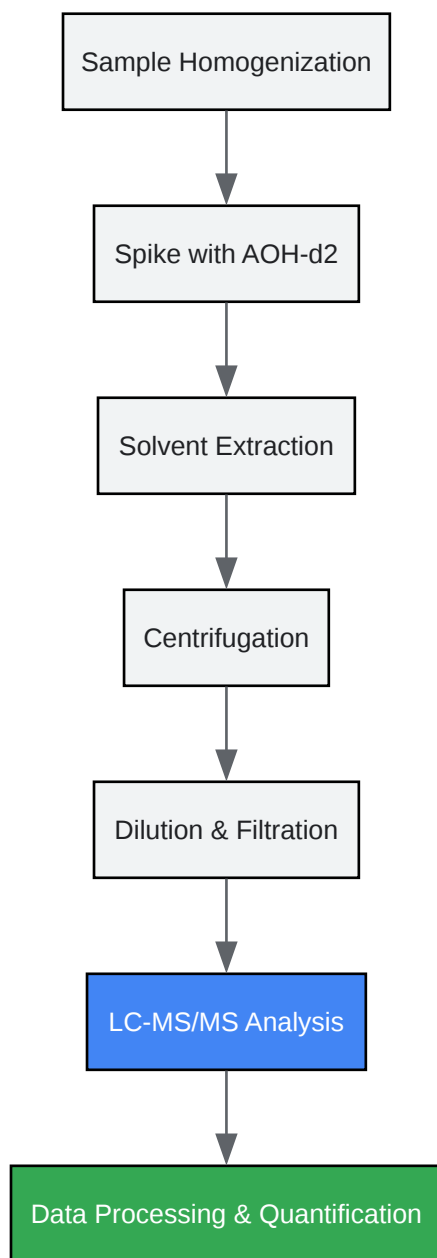 Sample Homogenization
Spike with AOH-d2
Solvent Extraction
Centrifugation
Dilution & Filtration
LC-MS/MS Analysis
Data Processing & Quantification